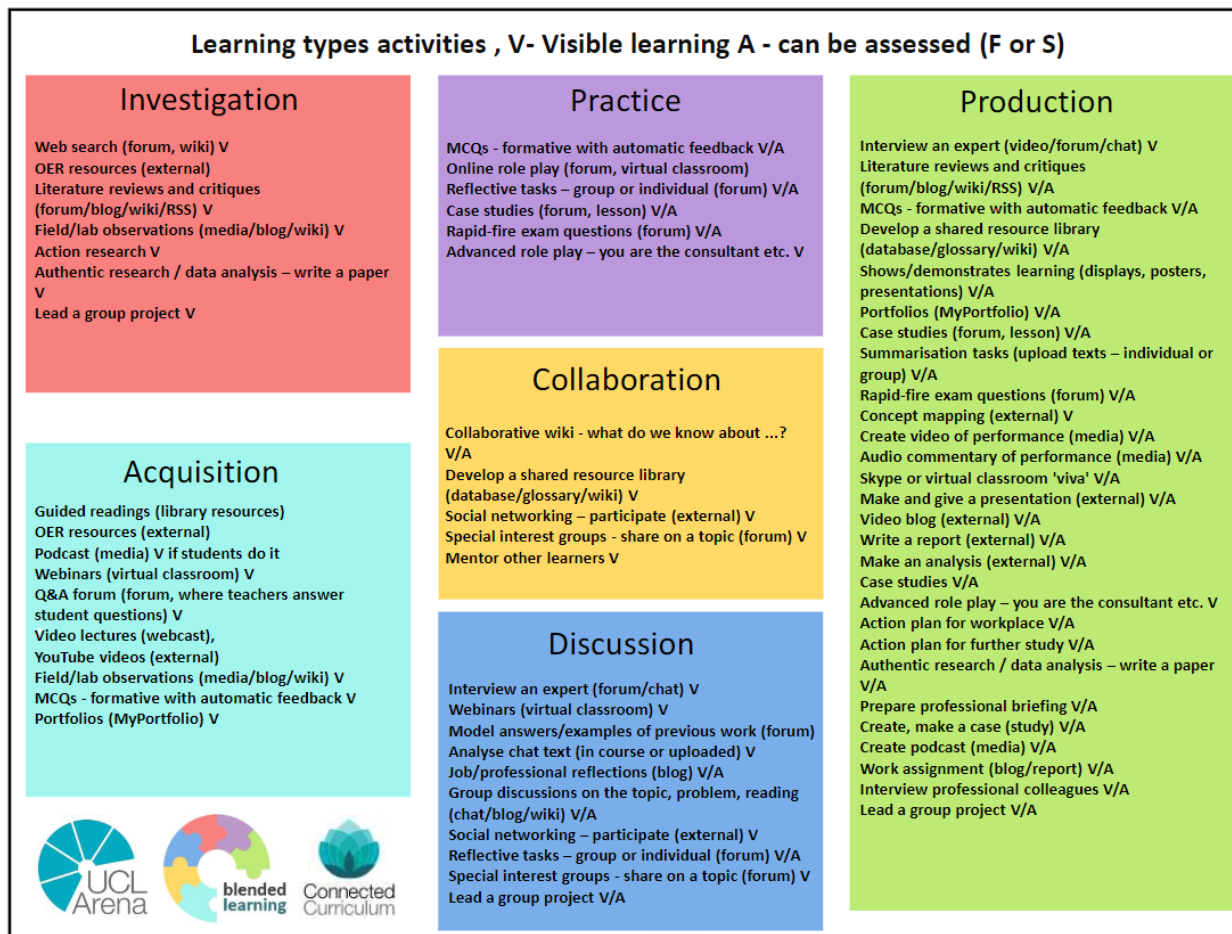 Learning types activities , V- Visible learning A - can be assessed (F or S)
Investigation
Web search (forum, wiki) V
OER resources (external)
Literature reviews and critiques
(forum/blog/wiki/RSS) V
Field/lab observations (media/blog/wiki) V
Action research V
Authentic research / data analysis – write a paper
V
Lead a group project V
Acquisition
Guided readings (library resources)
OER resources (external)
Podcast (media) V if students do it
Webinars (virtual classroom) V
Q&A forum (forum, where teachers answer
student questions) V
Video lectures (webcast),
YouTube videos (external)
Field/lab observations (media/blog/wiki) V
MCQs - formative with automatic feedback V
Portfolios (MyPortfolio) V
UCL
Arena
blended
learning
Connected
Curriculum
Practice
MCQs - formative with automatic feedback V/A
Online role play (forum, virtual classroom)
Reflective tasks – group or individual (forum) V/A
Case studies (forum, lesson) V/A
Rapid-fire exam questions (forum) V/A
Advanced role play – you are the consultant etc. V
Collaboration
Collaborative wiki - what do we know about ...?
V/A
Develop a shared resource library
(database/glossary/wiki) V
Social networking – participate (external) V
Special interest groups - share on a topic (forum) V
Mentor other learners V
Discussion
Interview an expert (forum/chat) V
Webinars (virtual classroom) V
Model answers/examples of previous work (forum)
Analyse chat text (in course or uploaded) V
Job/professional reflections (blog) V/A
Group discussions on the topic, problem, reading
(chat/blog/wiki) V/A
Social networking – participate (external) V
Reflective tasks – group or individual (forum) V/A
Special interest groups - share on a topic (forum) V
Lead a group project V/A
Production
Interview an expert (video/forum/chat) V
Literature reviews and critiques
(forum/blog/wiki/RSS) V/A
MCQs - formative with automatic feedback V/A
Develop a shared resource library
(database/glossary/wiki) V/A
Shows/demonstrates learning (displays, posters,
presentations) V/A
Portfolios (MyPortfolio) V/A
Case studies (forum, lesson) V/A
Summarisation tasks (upload texts – individual or
group) V/A
Rapid-fire exam questions (forum) V/A
Concept mapping (external) V
Create video of performance (media) V/A
Audio commentary of performance (media) V/A
Skype or virtual classroom 'viva' V/A
Make and give a presentation (external) V/A
Video blog (external) V/A
Write a report (external) V/A
Make an analysis (external) V/A
Case studies V/A
Advanced role play – you are the consultant etc. V
Action plan for workplace V/A
Action plan for further study V/A
Authentic research / data analysis – write a paper
V/A
Prepare professional briefing V/A
Create, make a case (study) V/A
Create podcast (media) V/A
Work assignment (blog/report) V/A
Interview professional colleagues V/A
Lead a group project V/A